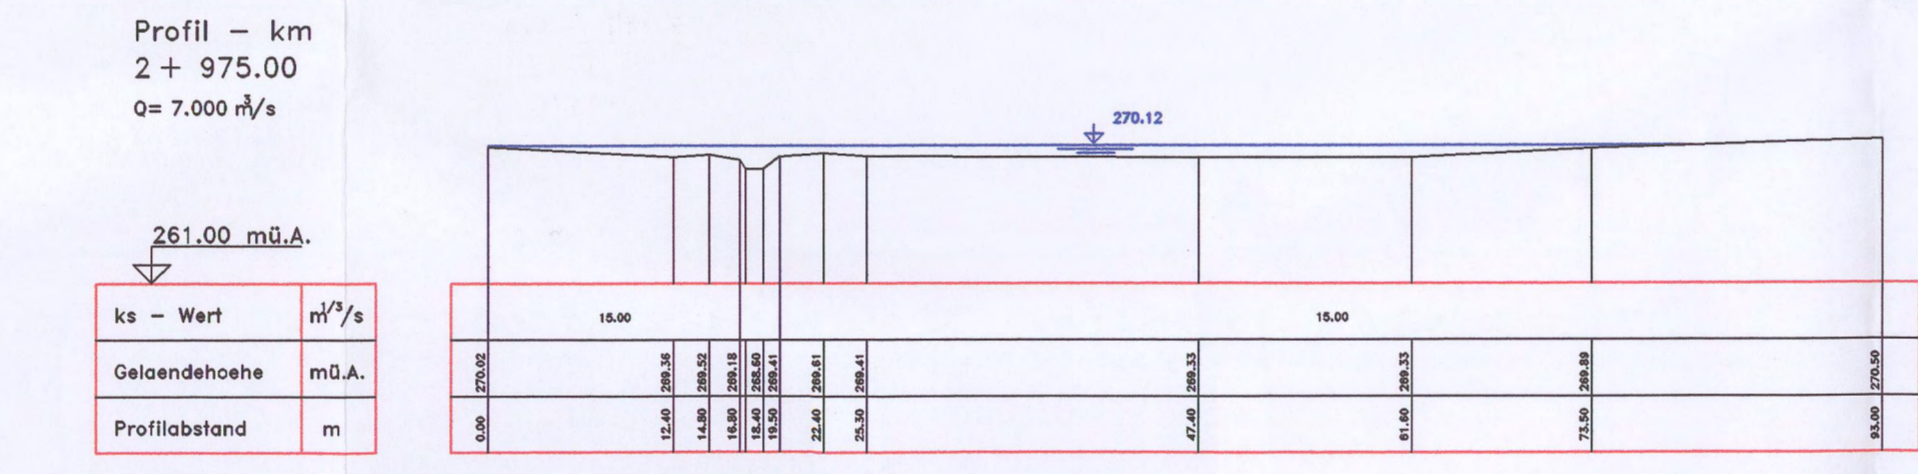 Profil - km
2+ 975.00
Q= 7.000 m³/s
270.12
261.00 mü.A.
ks - Wert m¹/³/s 15.00 15.00
Gelaendehoehe mü.A. 270.02 269.36 269.52 269.18 268.60 269.41 269.61 269.41 269.33 269.33 269.89 270.50
Profilabstand m 0.00 12.40 14.80 16.80 18.40 19.50 22.40 25.30 47.40 61.60 73.50 93.00